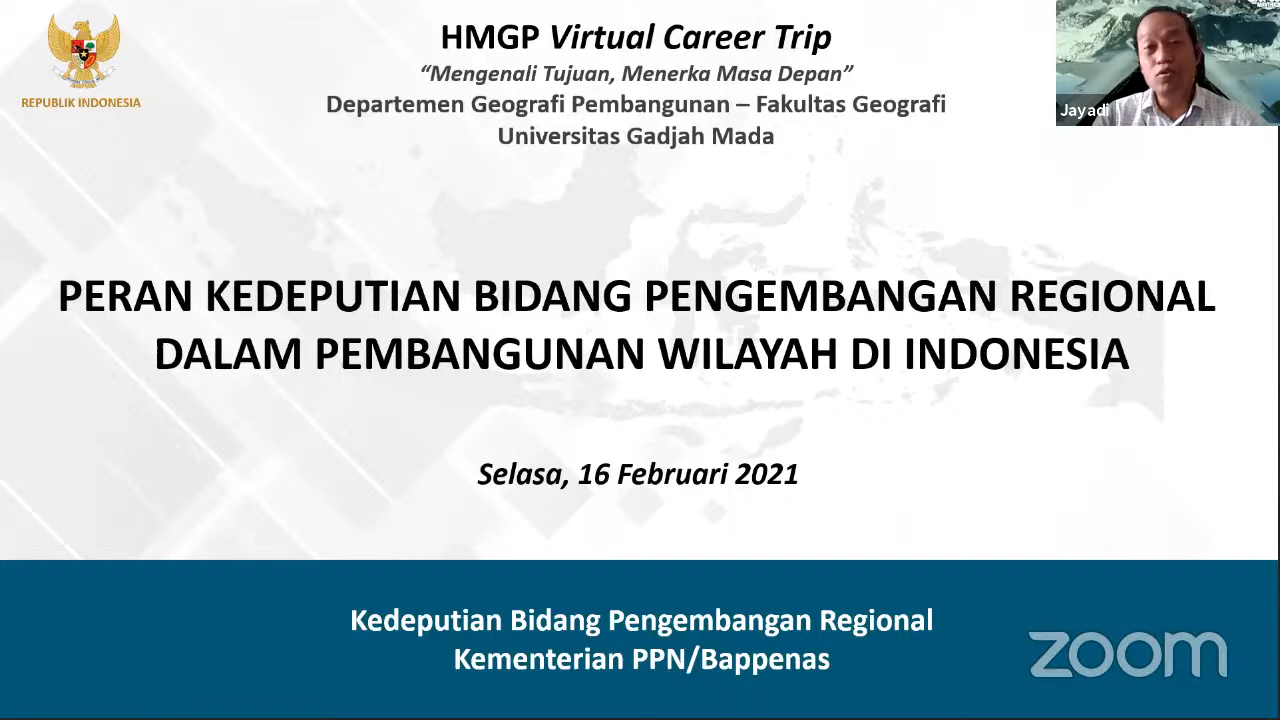 HMGP Virtual Career Trip
“Mengenali Tujuan, Menerka Masa Depan”
Departemen Geografi Pembangunan – Fakultas Geografi
Universitas Gadjah Mada
REPUBLIK INDONESIA
Jayadi
PERAN KEDEPUTIAN BIDANG PENGEMBANGAN REGIONAL
DALAM PEMBANGUNAN WILAYAH DI INDONESIA
Selasa, 16 Februari 2021
Kedeputian Bidang Pengembangan Regional
Kementerian PPN/Bappenas
zoom